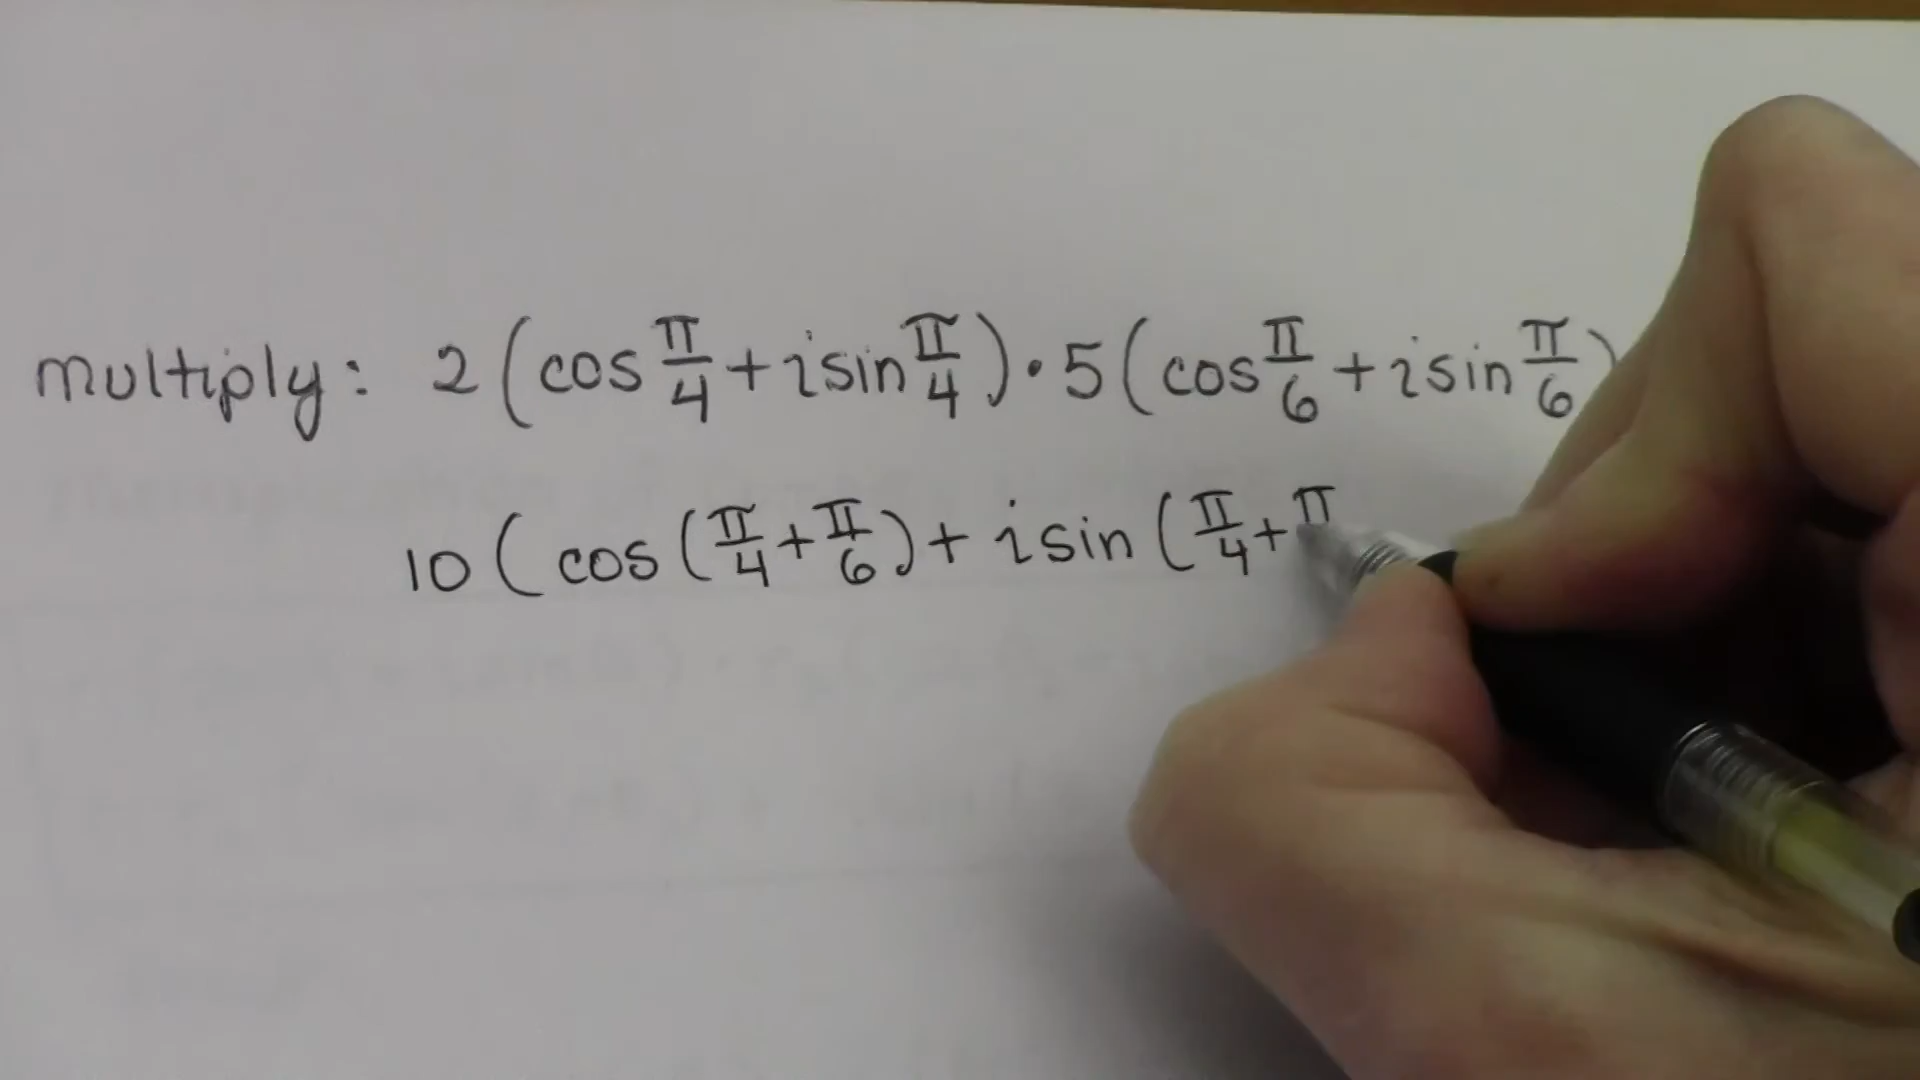 multiply: 2(cos π/4 + i sin π/4) · 5(cos π/6 + i sin π/6)
10(cos(π/4 + π/6) + i sin(π/4 + π